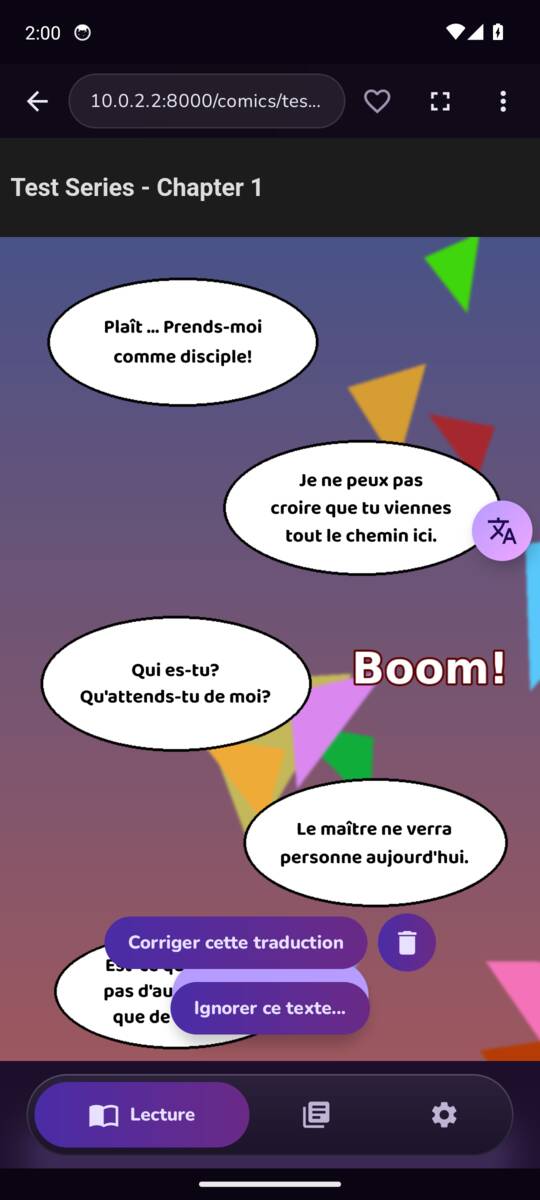 2:00
10.0.2.2:8000/comics/tes...
Test Series - Chapter 1
Plaît ... Prends-moi
comme disciple!
Je ne peux pas
croire que tu viennes
tout le chemin ici.
Qui es-tu?
Qu'attends-tu de moi?
Boom!
Le maître ne verra
personne aujourd'hui.
Corriger cette traduction
pas d'au
que de
Ignorer ce texte...
Lecture